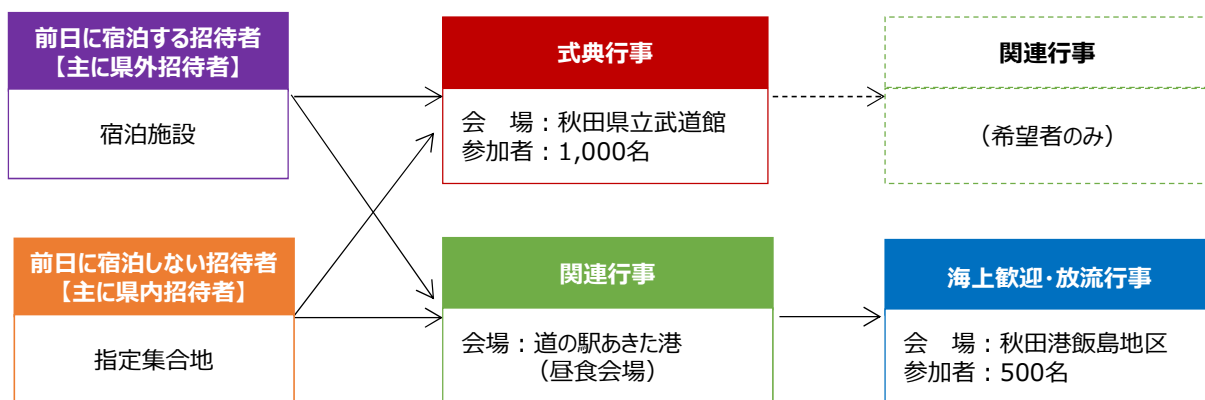 前日に宿泊する招待者
【主に県外招待者】
宿泊施設
式典行事
会　場：秋田県立武道館
参加者：1,000名
関連行事
（希望者のみ）
前日に宿泊しない招待者
【主に県内招待者】
指定集合地
関連行事
会場：道の駅あきた港
（昼食会場）
海上歓迎・放流行事
会　場：秋田港飯島地区
参加者：500名